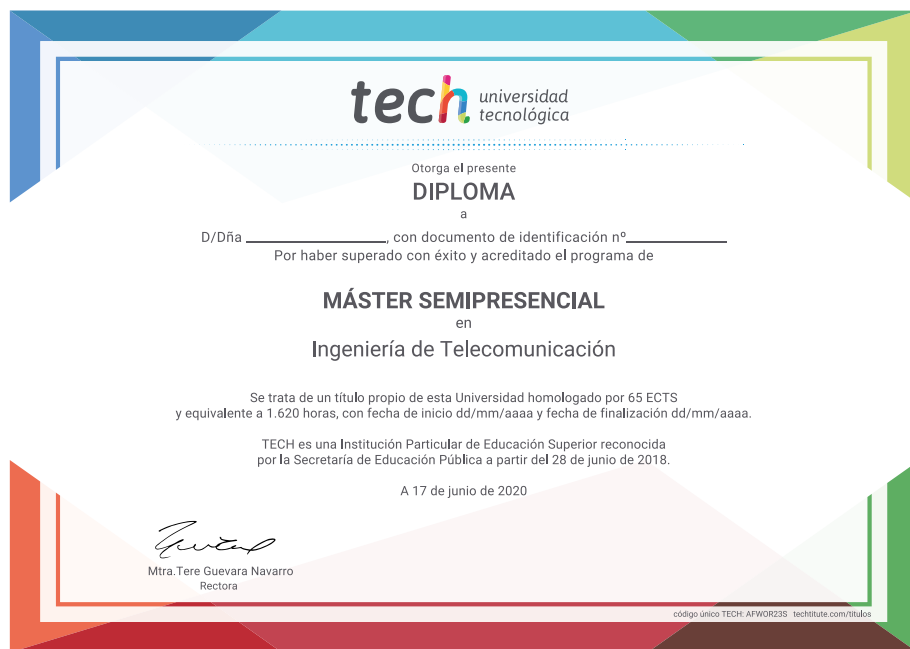 tech universidad
tecnológica
Otorga el presente
DIPLOMA
a
D/Dña ________________, con documento de identificación nº____________
Por haber superado con éxito y acreditado el programa de
MÁSTER SEMIPRESENCIAL
en
Ingeniería de Telecomunicación
Se trata de un título propio de esta Universidad homologado por 65 ECTS
y equivalente a 1.620 horas, con fecha de inicio dd/mm/aaaa y fecha de finalización dd/mm/aaaa.
TECH es una Institución Particular de Educación Superior reconocida
por la Secretaría de Educación Pública a partir del 28 de junio de 2018.
A 17 de junio de 2020
Mtra.Tere Guevara Navarro
Rectora
código único TECH: AFWOR23S techtitute.com/titulos